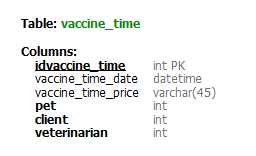 Table: vaccine_time
Columns:
idvaccine_time int PK
vaccine_time_date datetime
vaccine_time_price varchar(45)
pet int
client int
veterinarian int